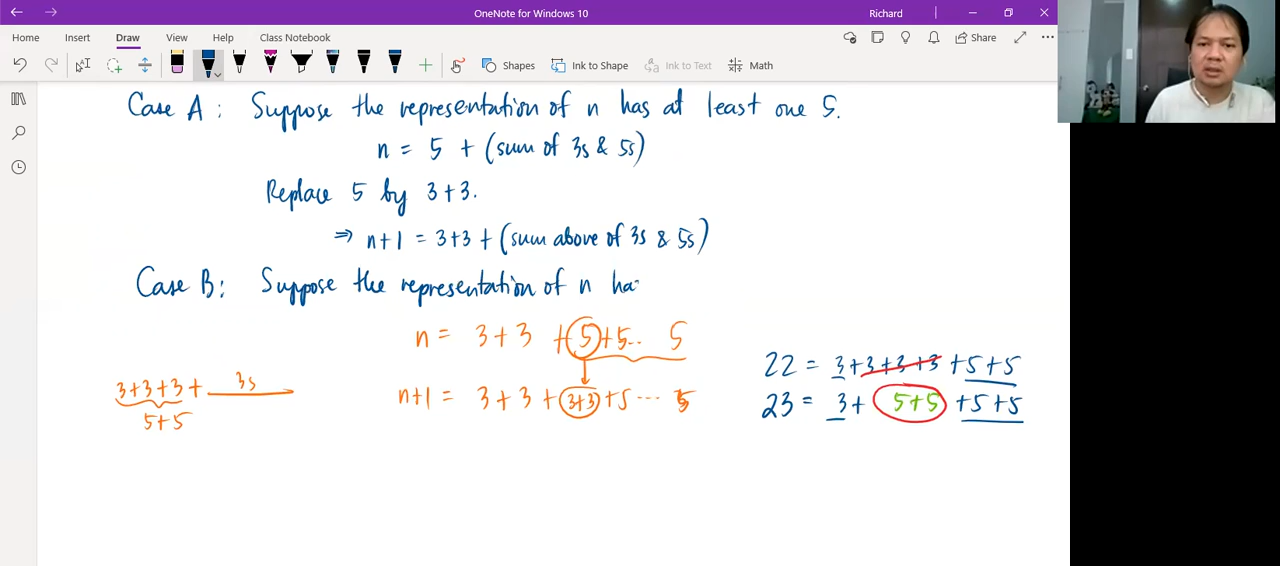 OneNote for Windows 10
Richard
Home Insert Draw View Help Class Notebook
Share
Shapes Ink to Shape Ink to Text Math
Case A: Suppose the representation of n has at least one 5.
n = 5 + (sum of 3s & 5s)
Replace 5 by 3+3.
⇒ n+1 = 3+3 + (sum above of 3s & 5s)
Case B: Suppose the representation of n ha
n = 3+3 +5+5... 5
n+1 = 3+3 + (3+3) +5 ... 5
3+3+3+ 3s
5+5
22 = 3+3+3+3 +5+5
23 = 3+ 5+5 +5+5